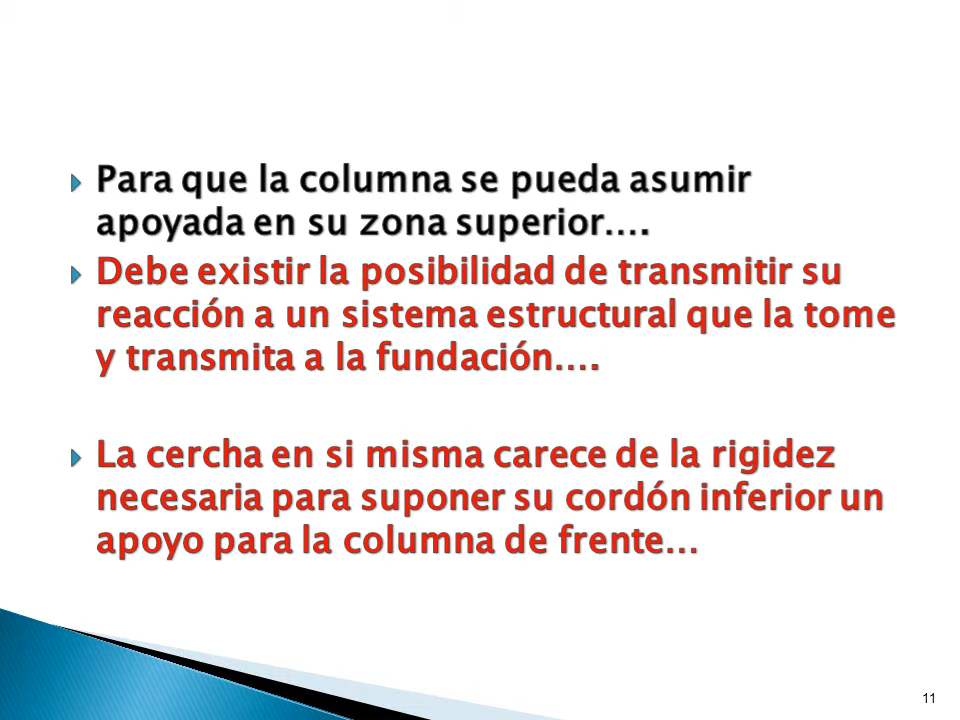 Para que la columna se pueda asumir
apoyada en su zona superior....
Debe existir la posibilidad de transmitir su
reacción a un sistema estructural que la tome
y transmita a la fundación....
La cercha en si misma carece de la rigidez
necesaria para suponer su cordón inferior un
apoyo para la columna de frente...
11